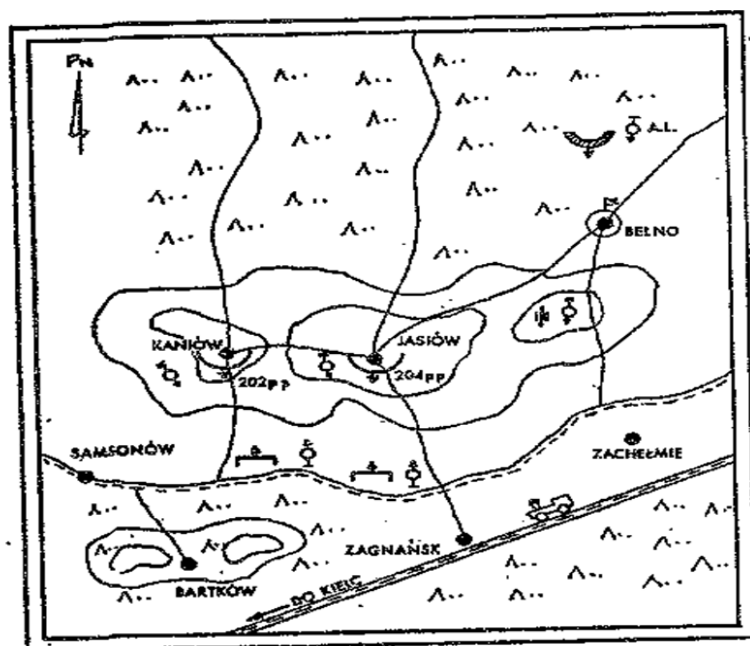 PN
A.L.
BEŁNO
KANIÓW
JASIÓW
202pp
204pp
SAMSONÓW
ZACHEŁMIE
ZAGNAŃSK
BARTKÓW
DO KIELC